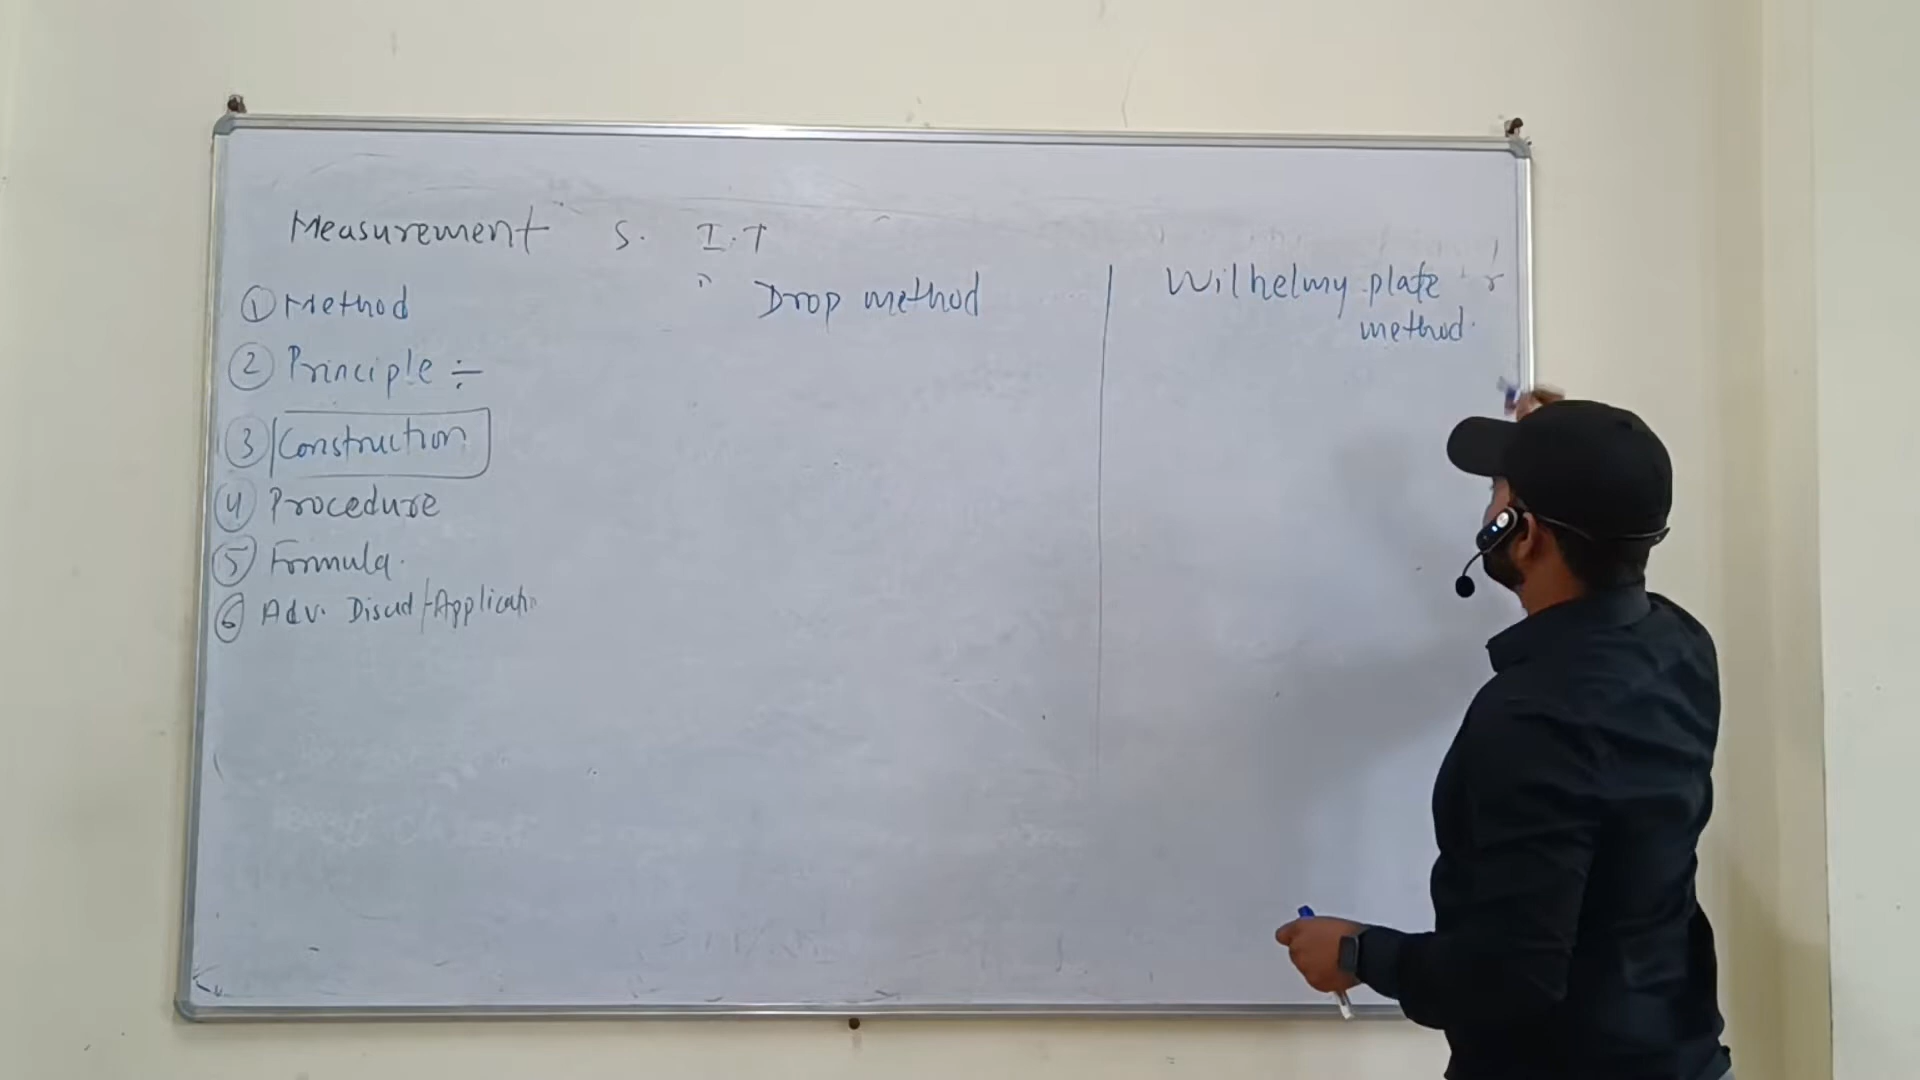 Measurement S. I.T
① Method
② Principle ÷
③ Construction
④ Procedure
⑤ Formula.
⑥ Adv. Disad/Applicatn
i) Drop method
Wilhelmy plate
method.